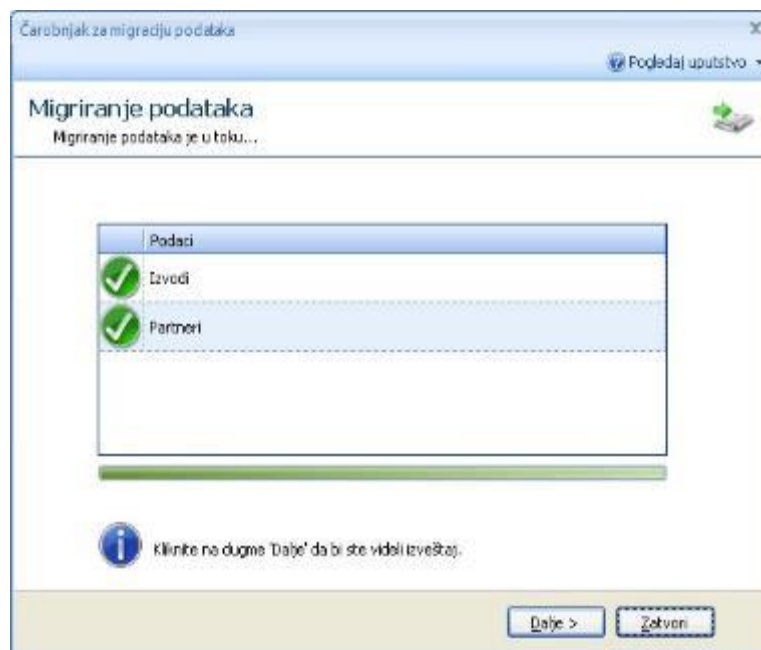 Čarobnjak za migraciju podataka
Pogledaj uputstvo
Migriranje podataka
Migriranje podataka je u toku...
Podaci
Izvodi
Partneri
Kliknite na dugme 'Dalje' da bi ste videli izveštaj.
Dalje >
Zatvori